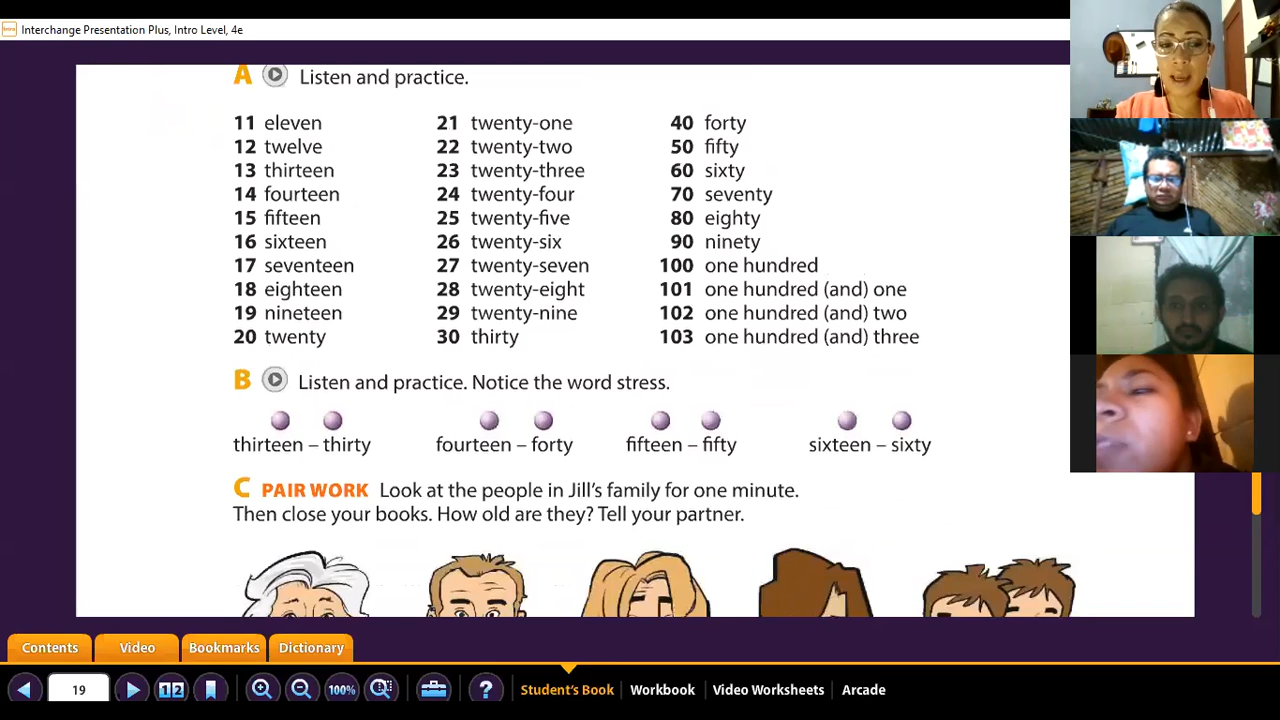 Interchange Presentation Plus, Intro Level, 4e
A Listen and practice.
11 eleven 21 twenty-one 40 forty
12 twelve 22 twenty-two 50 fifty
13 thirteen 23 twenty-three 60 sixty
14 fourteen 24 twenty-four 70 seventy
15 fifteen 25 twenty-five 80 eighty
16 sixteen 26 twenty-six 90 ninety
17 seventeen 27 twenty-seven 100 one hundred
18 eighteen 28 twenty-eight 101 one hundred (and) one
19 nineteen 29 twenty-nine 102 one hundred (and) two
20 twenty 30 thirty 103 one hundred (and) three
B Listen and practice. Notice the word stress.
thirteen – thirty fourteen – forty fifteen – fifty sixteen – sixty
C PAIR WORK Look at the people in Jill's family for one minute.
Then close your books. How old are they? Tell your partner.
Contents Video Bookmarks Dictionary
19 12 100% ? Student's Book Workbook Video Worksheets Arcade